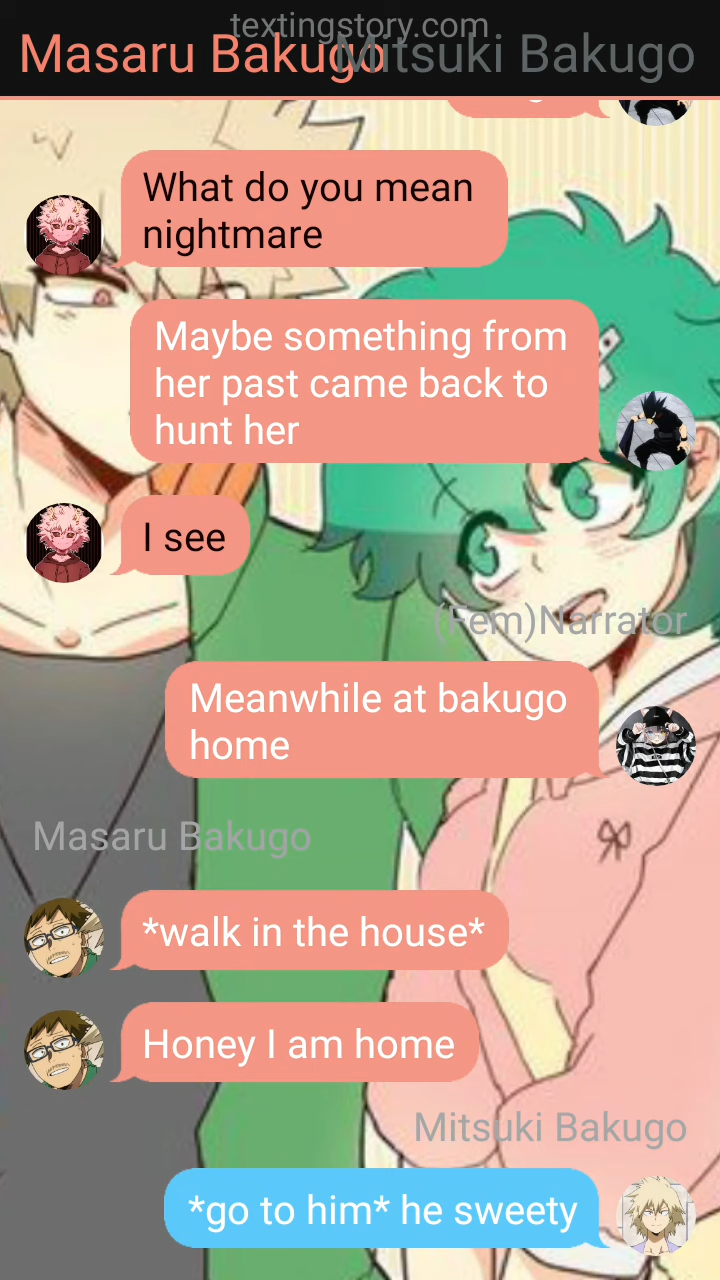 textingstory.com
Masaru Bakugo
Mitsuki Bakugo
What do you mean
nightmare
Maybe something from
her past came back to
hunt her
I see
(Fem)Narrator
Meanwhile at bakugo
home
Masaru Bakugo
*walk in the house*
Honey I am home
Mitsuki Bakugo
*go to him* he sweety